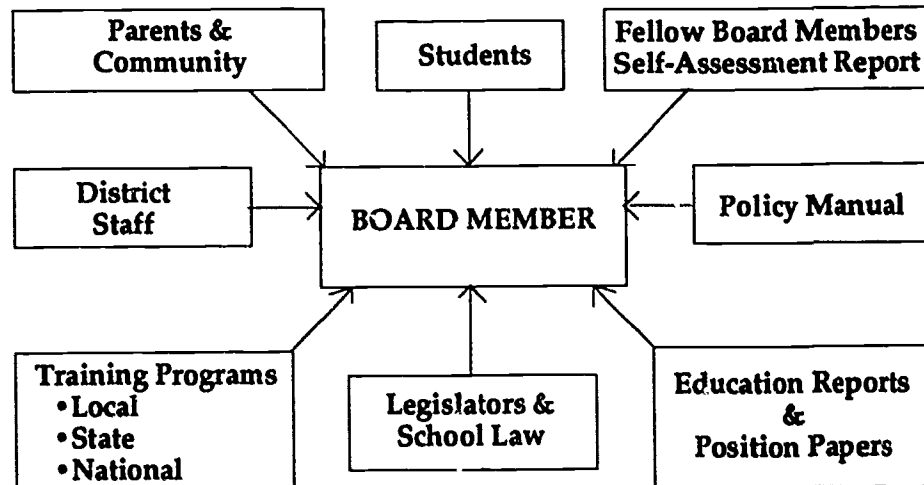 Parents &
Community
Students
Fellow Board Members
Self-Assessment Report
District
Staff
BOARD MEMBER
Policy Manual
Training Programs
•Local
•State
•National
Legislators &
School Law
Education Reports
&
Position Papers